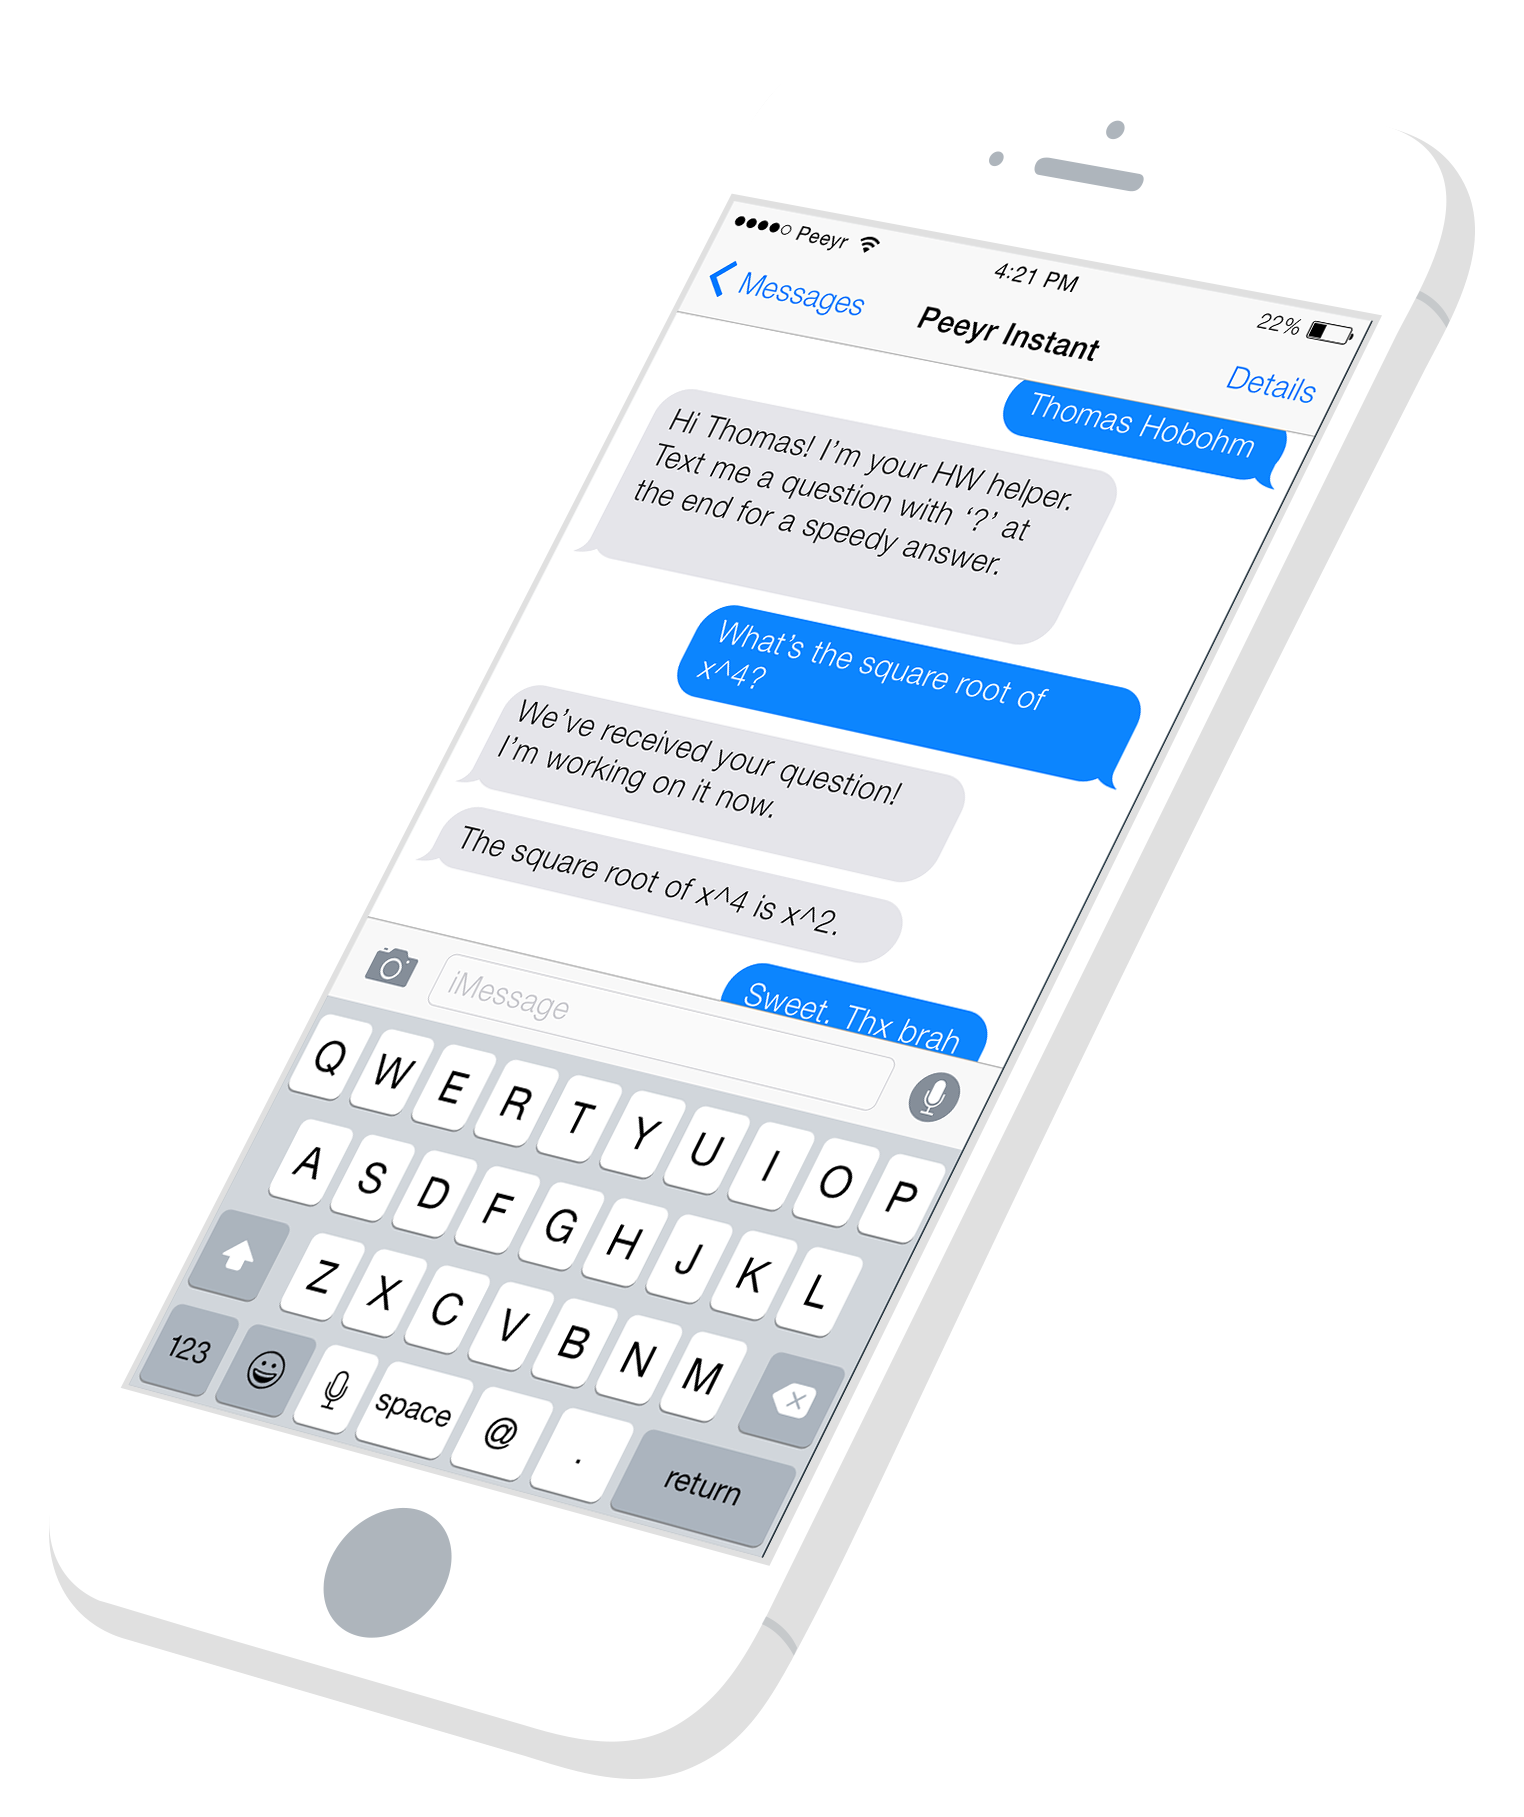 Peeyr
4:21 PM
22%
Messages
Peeyr Instant
Details
Thomas Hobohm
Hi Thomas! I'm your HW helper.
Text me a question with ‘?’ at
the end for a speedy answer.
What's the square root of
x^4?
We've received your question!
I'm working on it now.
The square root of x^4 is x^2.
Sweet. Thx brah
iMessage
Q W E R T Y U I O P
A S D F G H J K L
Z X C V B N M
123 space @ . return